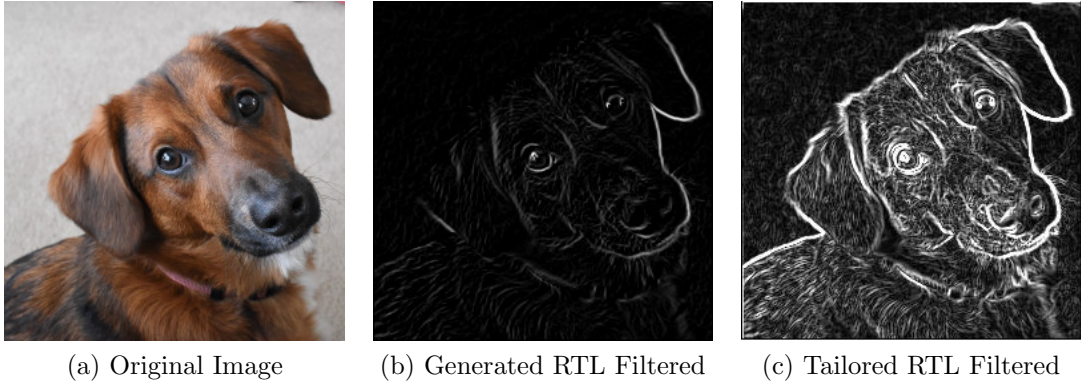 (a) Original Image
(b) Generated RTL Filtered
(c) Tailored RTL Filtered